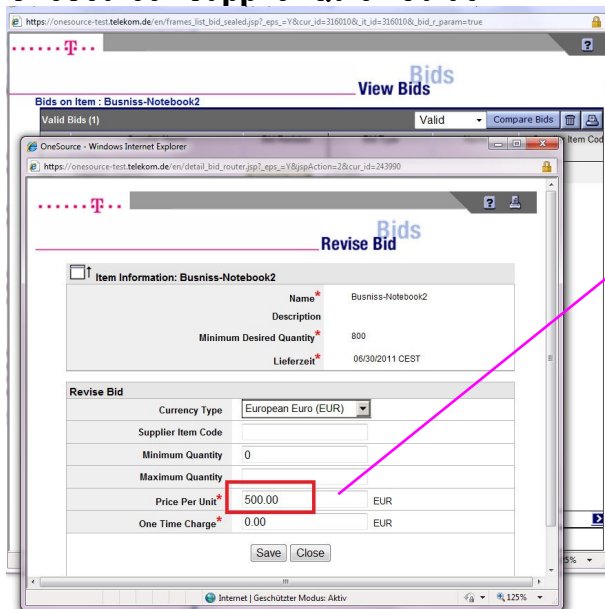 https://onesource-test.telekom.de/en/frames_list_bid_sealed.jsp?_eps_=Y&cur_id=316010&_it_id=316010&_bid_r_param=true
·····T··
?
Bids
View Bids
Bids on Item : Busniss-Notebook2
Valid Bids (1)
Valid
Compare Bids
Item Cod
OneSource - Windows Internet Explorer
https://onesource-test.telekom.de/en/detail_bid_router.jsp?_eps_=Y&jspAction=2&cur_id=243990
······T··
?
Bids
Revise Bid
Item Information: Busniss-Notebook2
Name* Busniss-Notebook2
Description
Minimum Desired Quantity* 800
Lieferzeit* 06/30/2011 CEST
Revise Bid
Currency Type European Euro (EUR)
Supplier Item Code
Minimum Quantity 0
Maximum Quantity
Price Per Unit* 500.00 EUR
One Time Charge* 0.00 EUR
Save Close
5%
Internet | Geschützter Modus: Aktiv 125%